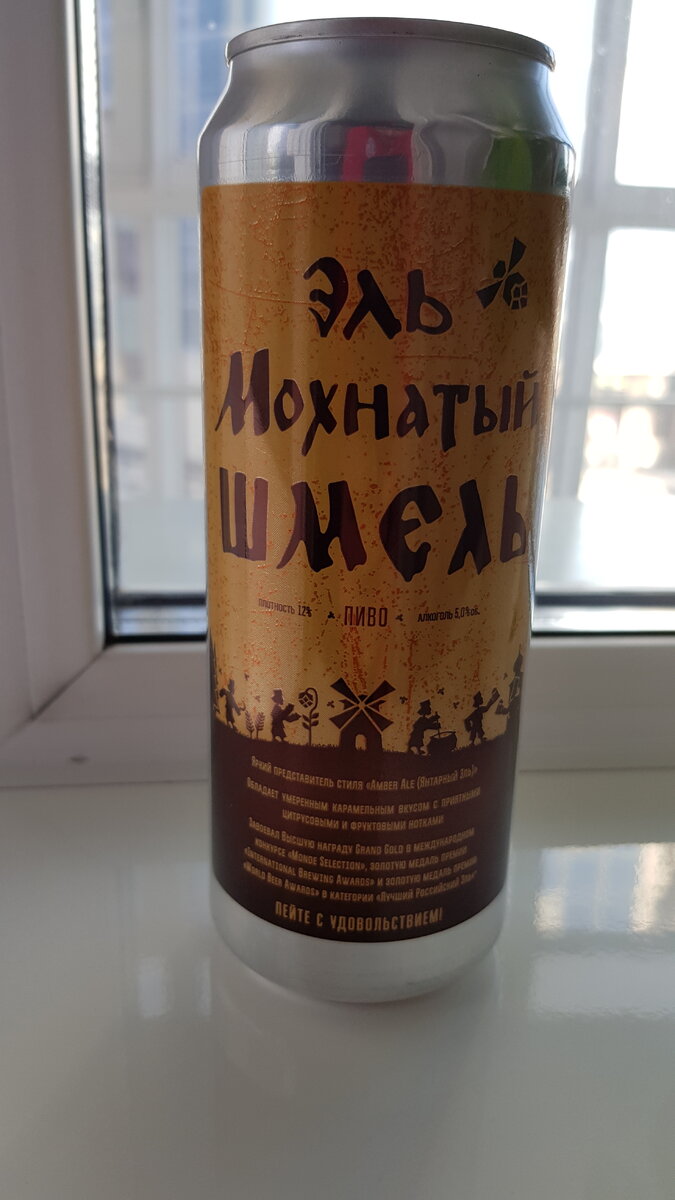 Эль
Мохнатый
Шмель
плотность 12% ПИВО алкоголь 5,0% об.
Яркий представитель стиля «Amber Ale (Янтарный эль)»
Обладает умеренным карамельным вкусом с приятными
цитрусовыми и фруктовыми нотками
Завоевал Высшую награду Grand Gold в международном
конкурсе «Monde Selection», золотую медаль премии
«International Brewing Awards» и золотую медаль премии
«World Beer Awards» в категории «Лучший Российский Эль»
ПЕЙТЕ С УДОВОЛЬСТВИЕМ!